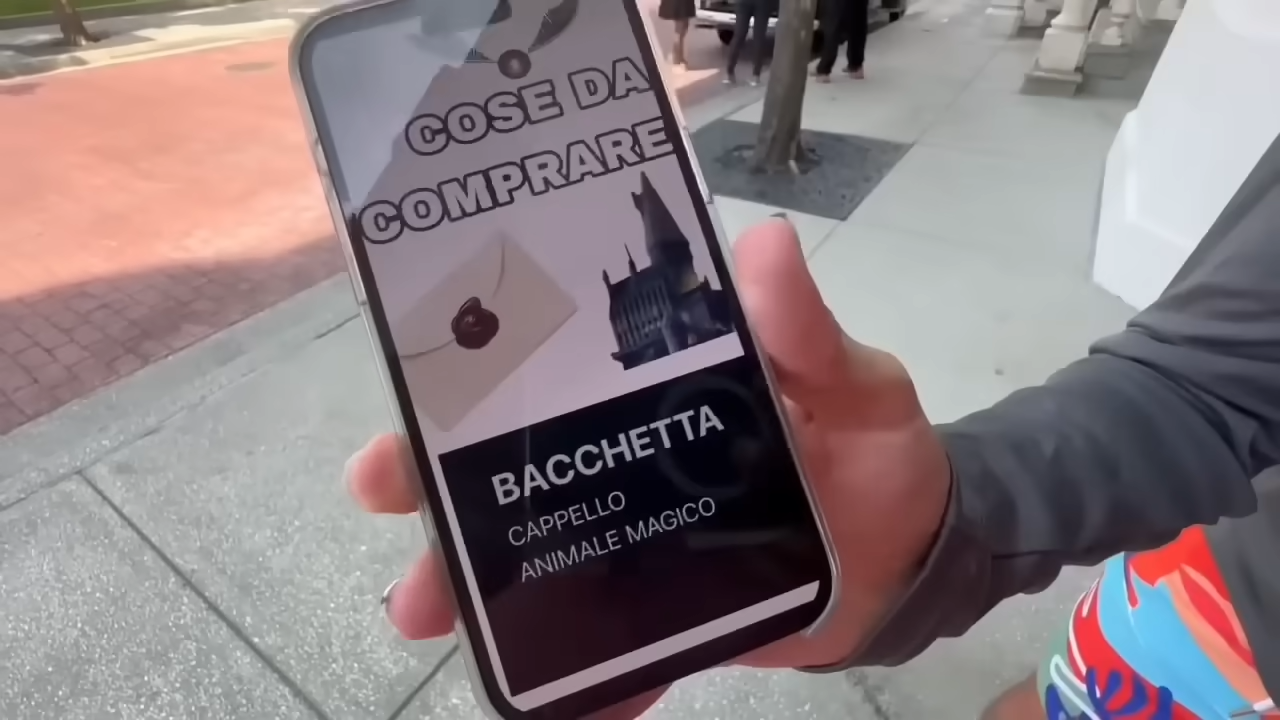 COSE DA
COMPRARE
BACCHETTA
CAPPELLO
ANIMALE MAGICO